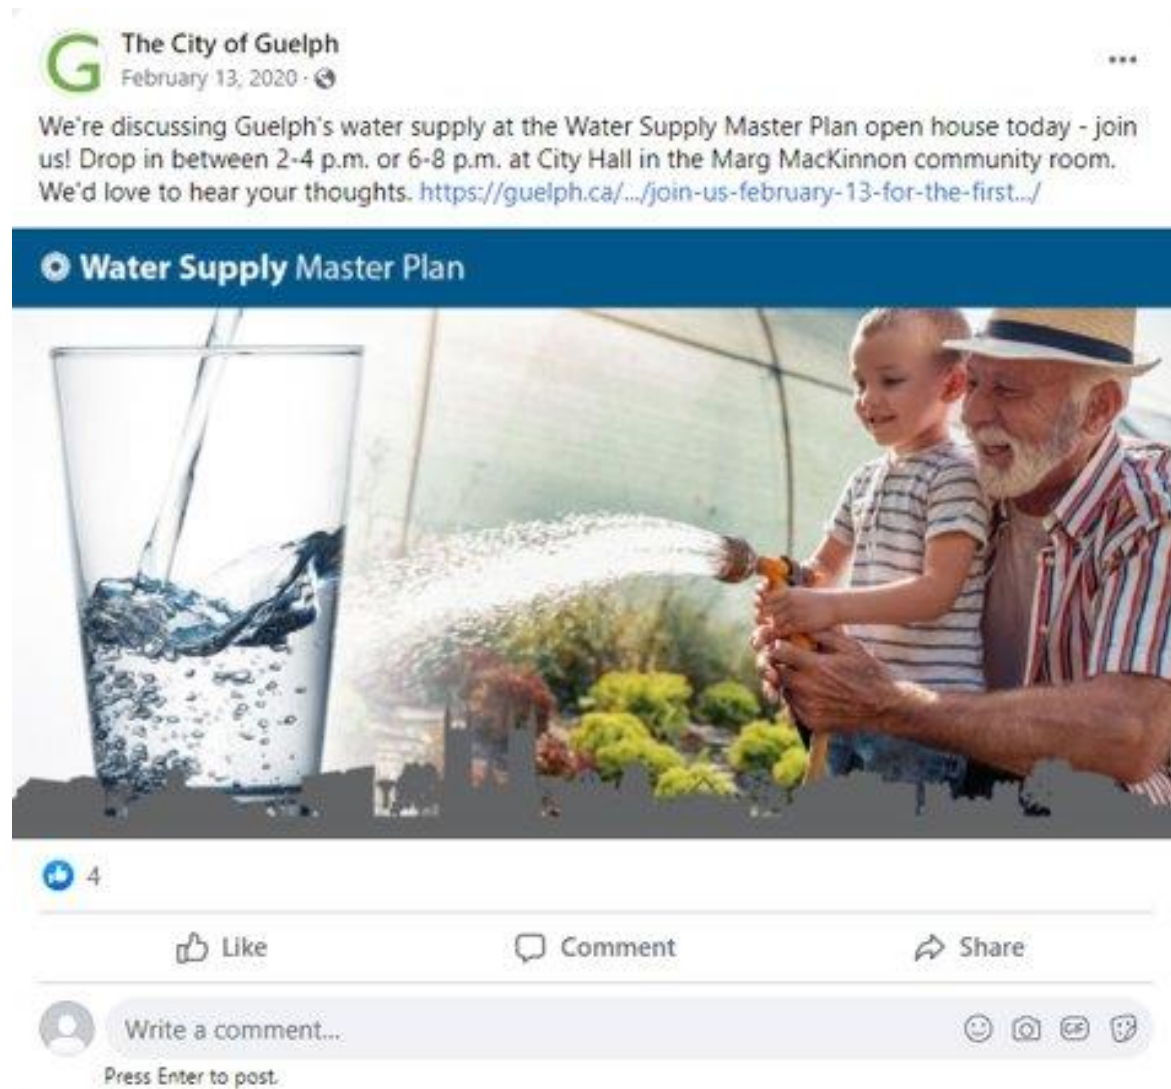 The City of Guelph
February 13, 2020 ·
We're discussing Guelph's water supply at the Water Supply Master Plan open house today - join
us! Drop in between 2-4 p.m. or 6-8 p.m. at City Hall in the Marg MacKinnon community room.
We'd love to hear your thoughts. https://guelph.ca/.../join-us-february-13-for-the-first.../
Water Supply Master Plan
4
Like Comment Share
Write a comment...
GIF
Press Enter to post.